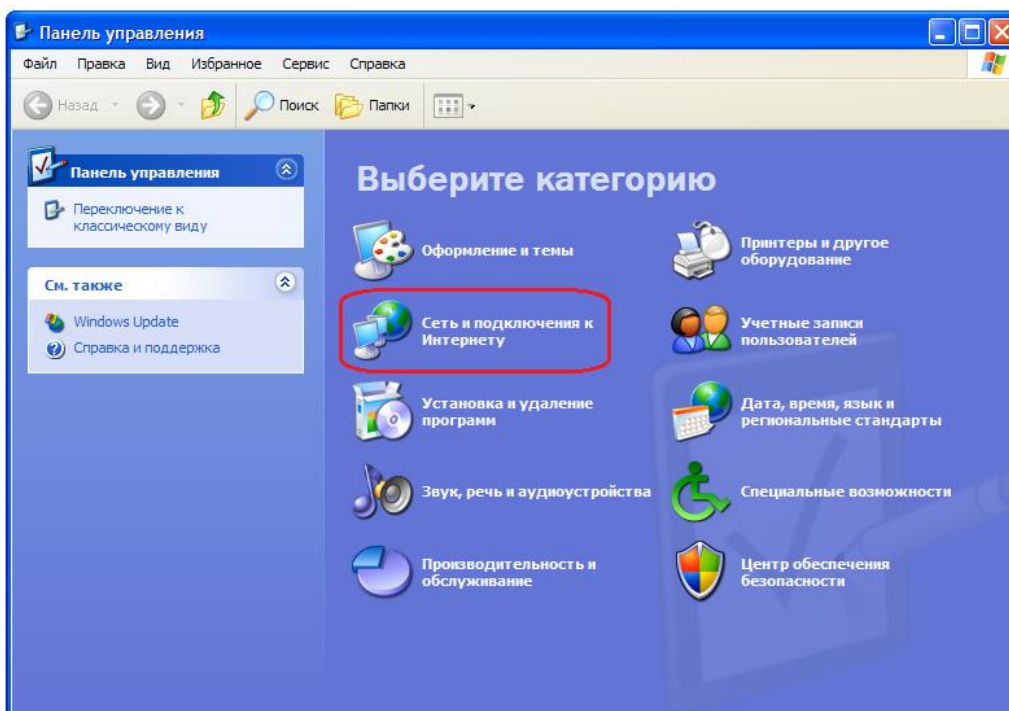 Панель управления
Файл Правка Вид Избранное Сервис Справка
Назад Поиск Папки
Панель управления
Переключение к
классическому виду
См. также
Windows Update
Справка и поддержка
Выберите категорию
Оформление и темы
Принтеры и другое
оборудование
Сеть и подключения к
Интернету
Учетные записи
пользователей
Установка и удаление
программ
Дата, время, язык и
региональные стандарты
Звук, речь и аудиоустройства
Специальные возможности
Производительность и
обслуживание
Центр обеспечения
безопасности